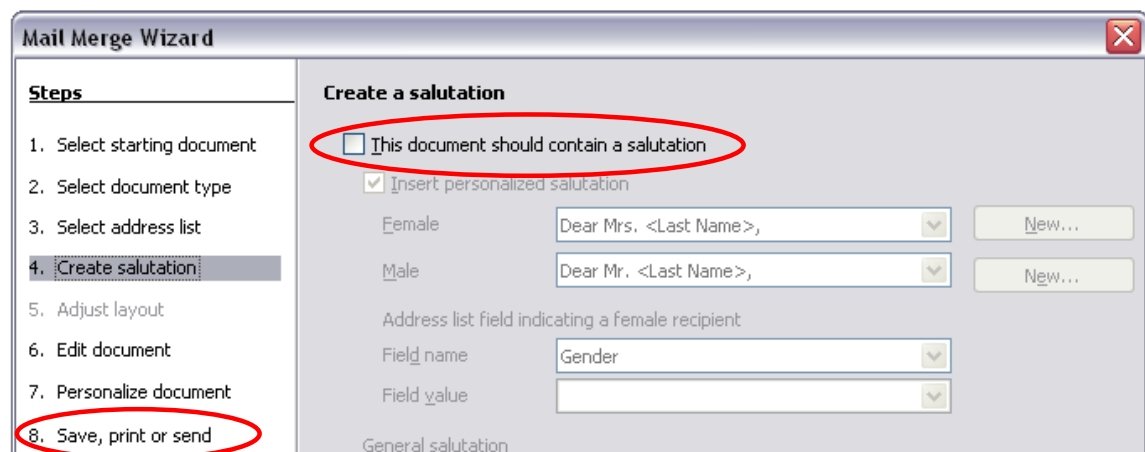 Mail Merge Wizard
Steps
1. Select starting document
2. Select document type
3. Select address list
4. Create salutation
5. Adjust layout
6. Edit document
7. Personalize document
8. Save, print or send
Create a salutation
This document should contain a salutation
Insert personalized salutation
Female Dear Mrs. <Last Name>, New...
Male Dear Mr. <Last Name>, New...
Address list field indicating a female recipient
Field name Gender
Field value
General salutation